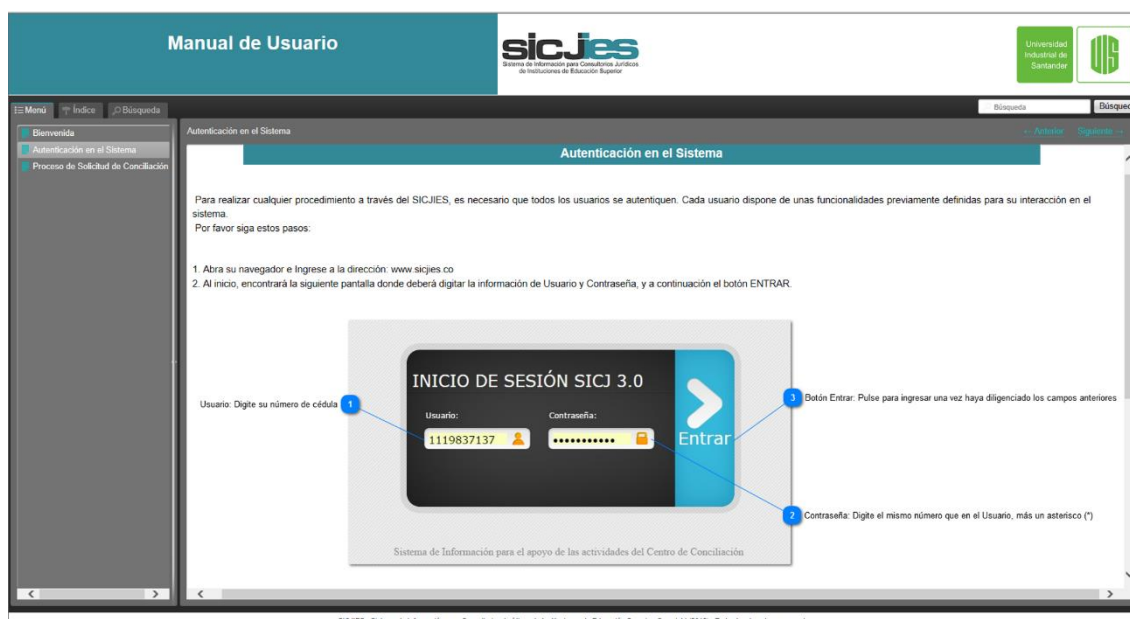 Manual de Usuario
sicjies
Sistema de Información para Consultorios Jurídicos
de Instituciones de Educación Superior
Universidad
Industrial de
Santander
UIS
Menú Índice Búsqueda
Búsqueda Búsqued
Bienvenida
Autenticación en el Sistema
Proceso de Solicitud de Conciliación
Autenticación en el Sistema
← Anterior Siguiente →
Autenticación en el Sistema
Para realizar cualquier procedimiento a través del SICJIES, es necesario que todos los usuarios se autentiquen. Cada usuario dispone de unas funcionalidades previamente definidas para su interacción en el
sistema.
Por favor siga estos pasos:
1. Abra su navegador e Ingrese a la dirección: www.sicjies.co
2. Al inicio, encontrará la siguiente pantalla donde deberá digitar la información de Usuario y Contraseña, y a continuación el botón ENTRAR.
INICIO DE SESIÓN SICJ 3.0
Usuario: Digite su número de cédula 1
Usuario: Contraseña:
1119837137 •••••••••••
Entrar
3 Botón Entrar: Pulse para ingresar una vez haya diligenciado los campos anteriores
2 Contraseña: Digite el mismo número que en el Usuario, más un asterisco (*)
Sistema de Información para el apoyo de las actividades del Centro de Conciliación